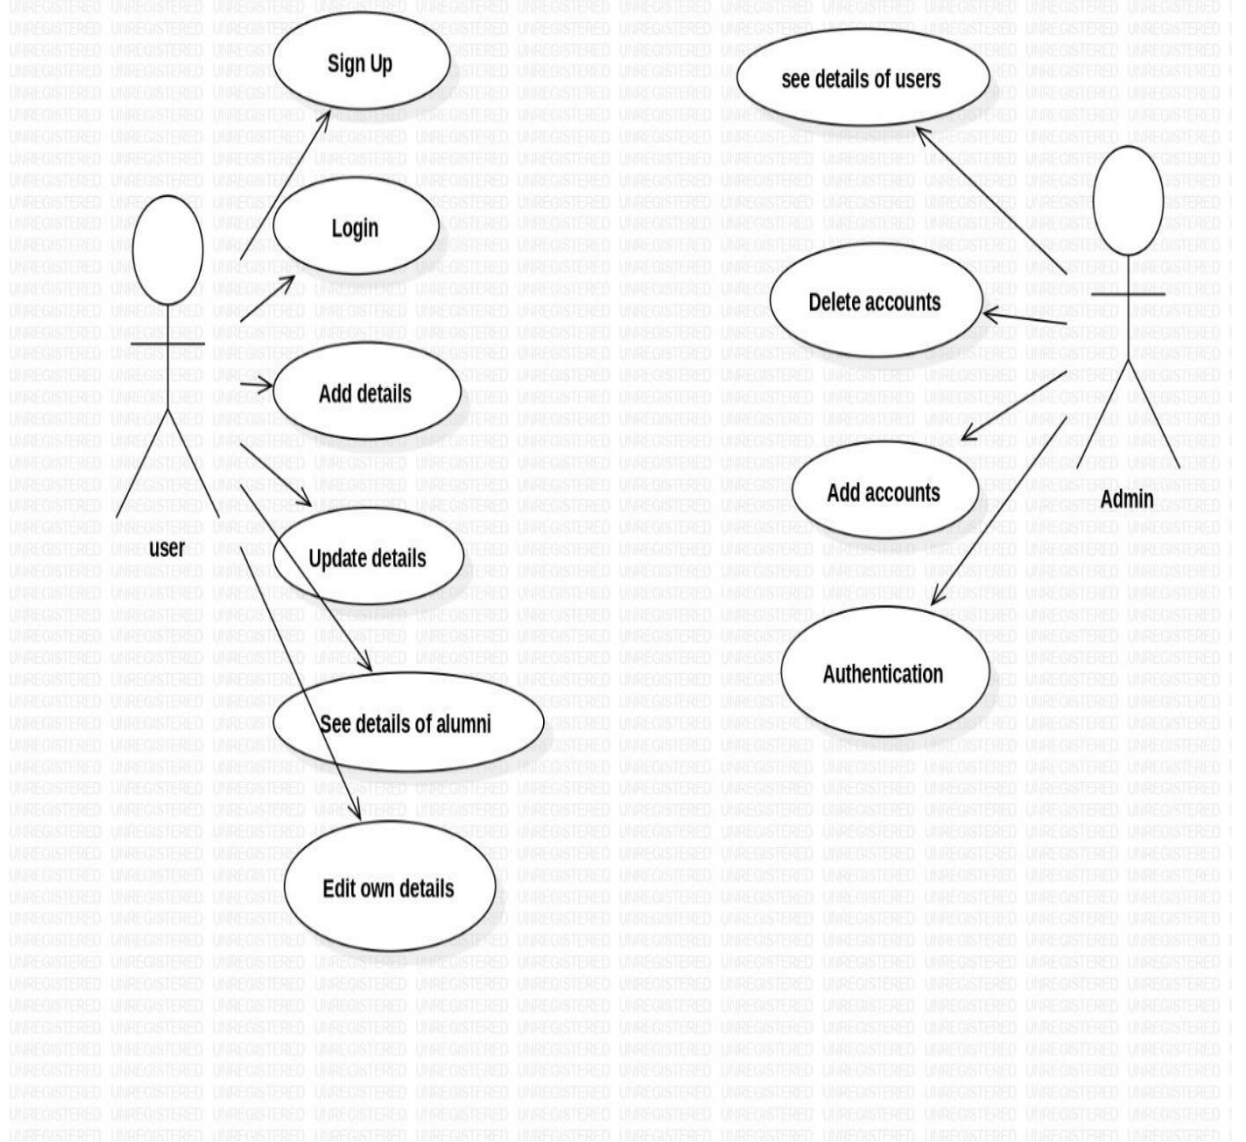 Sign Up
Login
Add details
Update details
See details of alumni
Edit own details
user
see details of users
Delete accounts
Add accounts
Authentication
Admin
UNREGISTERED